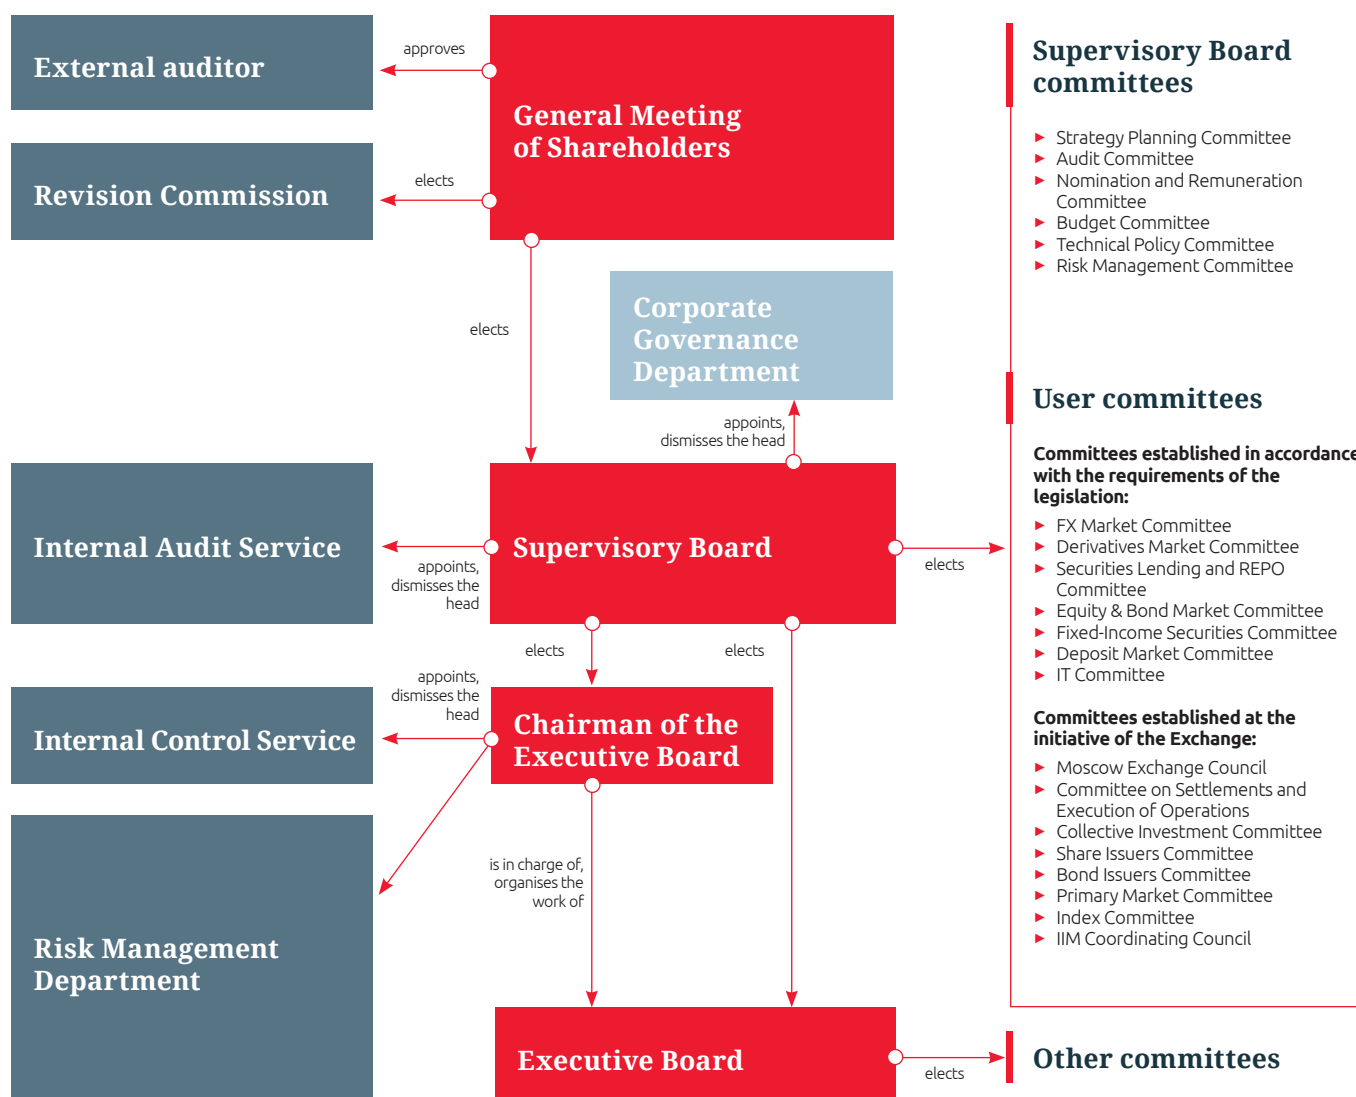 External auditor
approves
General Meeting
of Shareholders
Revision Commission
elects
elects
Corporate
Governance
Department
appoints,
dismisses the head
Internal Audit Service
appoints,
dismisses the
head
Supervisory Board
elects
elects
elects
appoints,
dismisses the
head
Internal Control Service
Chairman of the
Executive Board
is in charge of,
organises the
work of
Risk Management
Department
Executive Board
elects
Supervisory Board
committees
► Strategy Planning Committee
► Audit Committee
► Nomination and Remuneration
Committee
► Budget Committee
► Technical Policy Committee
► Risk Management Committee
User committees
Committees established in accordance
with the requirements of the
legislation:
► FX Market Committee
► Derivatives Market Committee
► Securities Lending and REPO
Committee
► Equity & Bond Market Committee
► Fixed-Income Securities Committee
► Deposit Market Committee
► IT Committee
Committees established at the
initiative of the Exchange:
► Moscow Exchange Council
► Committee on Settlements and
Execution of Operations
► Collective Investment Committee
► Share Issuers Committee
► Bond Issuers Committee
► Primary Market Committee
► Index Committee
► IIM Coordinating Council
Other committees